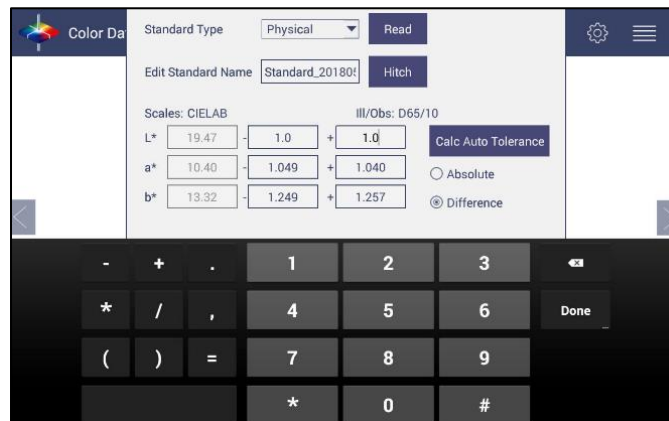 Color Da
Standard Type Physical Read
Edit Standard Name Standard_20180 Hitch
Scales: CIELAB Ill/Obs: D65/10
L* 19.47 - 1.0 + 1.0 Calc Auto Tolerance
a* 10.40 - 1.049 + 1.040 Absolute
b* 13.32 - 1.249 + 1.257 Difference
- + . 1 2 3
* / , 4 5 6 Done
( ) = 7 8 9
* 0 #